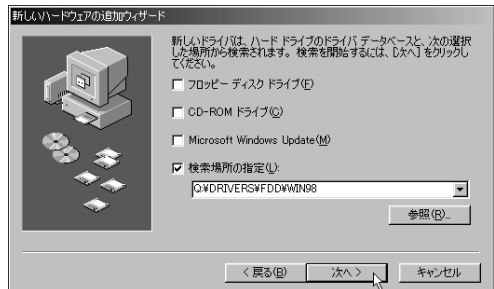 新しいハードウェアの追加ウィザード
新しいドライバは、ハード ドライブのドライバ データベースと、次の選択
した場所から検索されます。検索を開始するには、[次へ] をクリックし
てください。
フロッピー ディスク ドライブ(F)
CD-ROM ドライブ(C)
Microsoft Windows Update(M)
検索場所の指定(L):
Q:¥DRIVERS¥FDD¥WIN98
参照(R)...
< 戻る(B)
次へ >
キャンセル